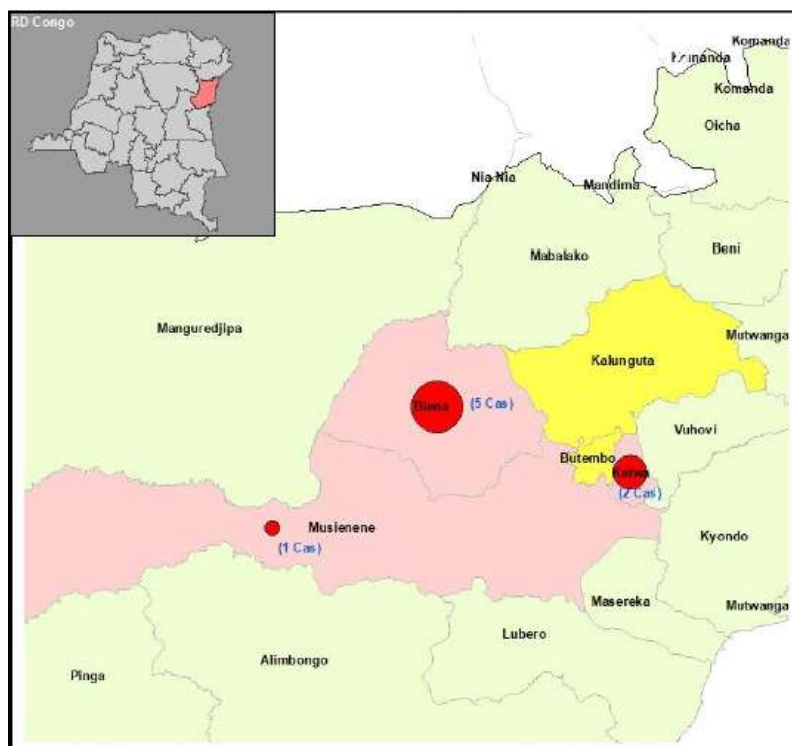 RD Congo
Komanda
Komanda
Komanda
Oicha
Nia-Nia
Mandima
Mabalako
Beni
Manguredjipa
Mutwanga
Kalunguta
Biena
(5 Cas)
Vuhovi
Butembo
Katwa
(2 Cas)
Musienene
(1 Cas)
Kyondo
Masereka
Mutwanga
Lubero
Alimbongo
Pinga